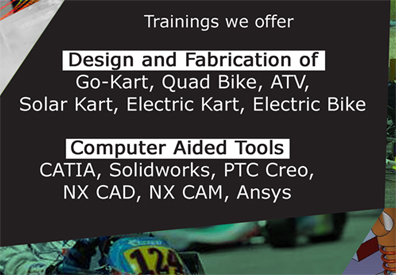 Trainings we offer
Design and Fabrication of
Go-Kart, Quad Bike, ATV,
Solar Kart, Electric Kart, Electric Bike
Computer Aided Tools
CATIA, Solidworks, PTC Creo,
NX CAD, NX CAM, Ansys